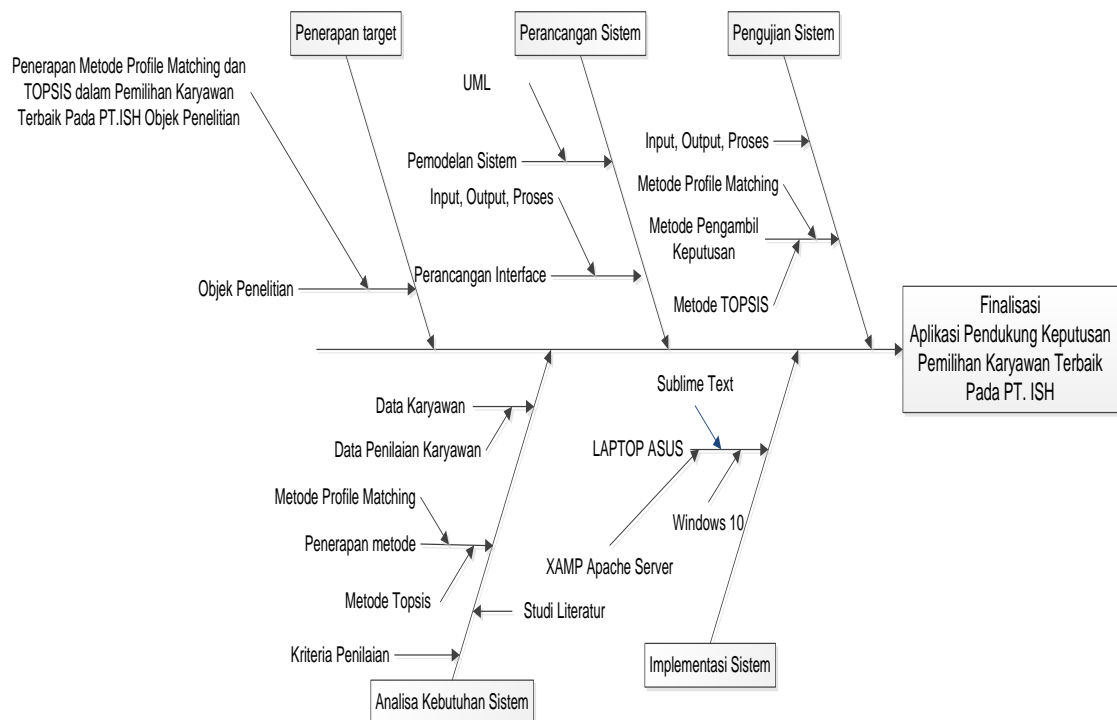 Penerapan target
Perancangan Sistem
Pengujian Sistem
Penerapan Metode Profile Matching dan
TOPSIS dalam Pemilihan Karyawan
Terbaik Pada PT.ISH Objek Penelitian
UML
Pemodelan Sistem
Input, Output, Proses
Perancangan Interface
Objek Penelitian
Input, Output, Proses
Metode Profile Matching
Metode Pengambil
Keputusan
Metode TOPSIS
Finalisasi
Aplikasi Pendukung Keputusan
Pemilihan Karyawan Terbaik
Pada PT. ISH
Data Karyawan
Data Penilaian Karyawan
Metode Profile Matching
Penerapan metode
Metode Topsis
Studi Literatur
Kriteria Penilaian
Analisa Kebutuhan Sistem
Sublime Text
LAPTOP ASUS
Windows 10
XAMP Apache Server
Implementasi Sistem